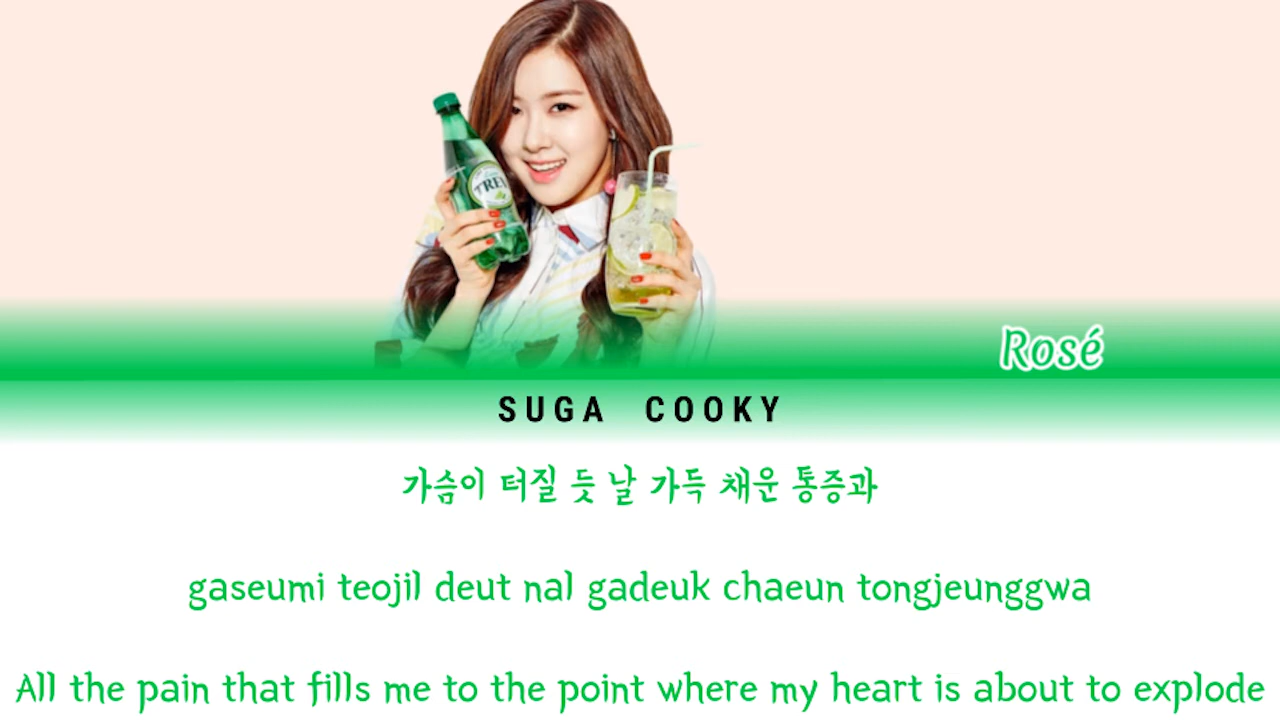 TREV
Rosé
SUGA COOKY
가슴이 터질 듯 날 가득 채운 통증과
gaseumi teojil deut nal gadeuk chaeun tongjeunggwa
All the pain that fills me to the point where my heart is about to explode